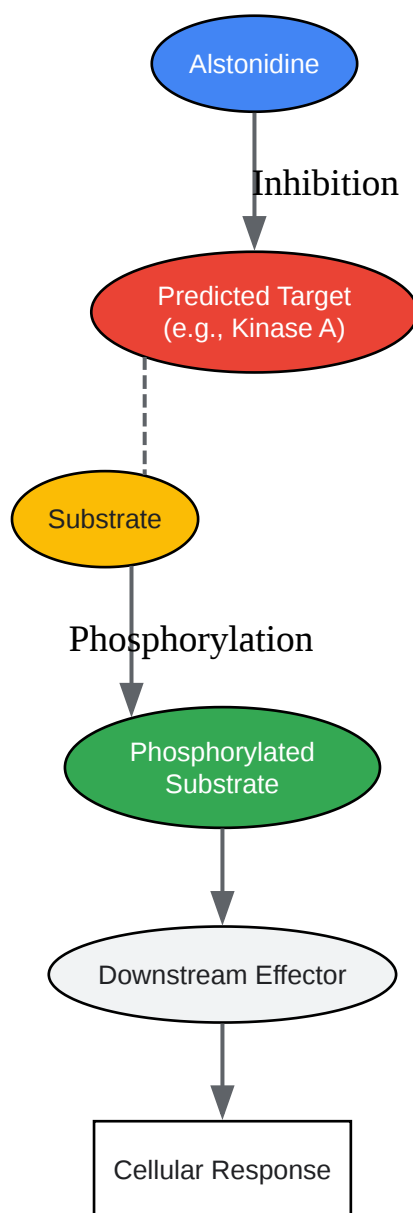 Alstonidine
Inhibition
Predicted Target
(e.g., Kinase A)
Substrate
Phosphorylation
Phosphorylated
Substrate
Downstream Effector
Cellular Response